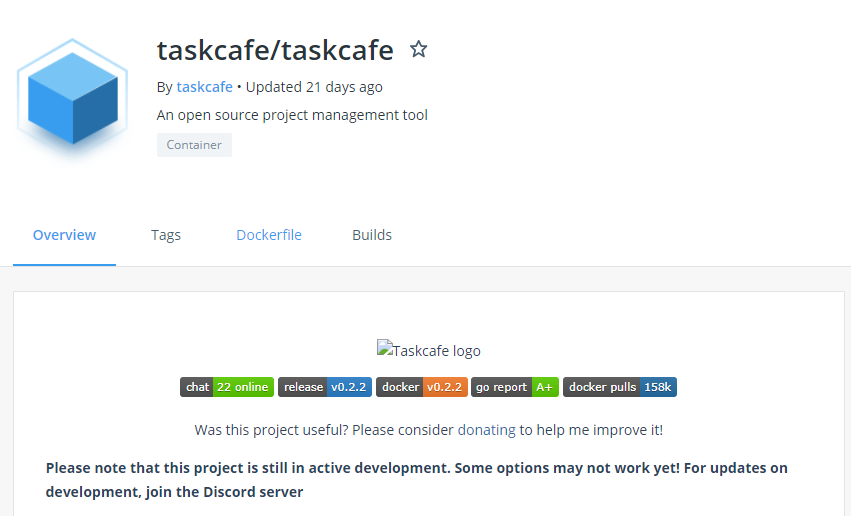 taskcafe/taskcafe
By taskcafe • Updated 21 days ago
An open source project management tool
Container
Overview Tags Dockerfile Builds
Taskcafe logo
chat 22 online release v0.2.2 docker v0.2.2 go report A+ docker pulls 158k
Was this project useful? Please consider donating to help me improve it!
Please note that this project is still in active development. Some options may not work yet! For updates on
development, join the Discord server